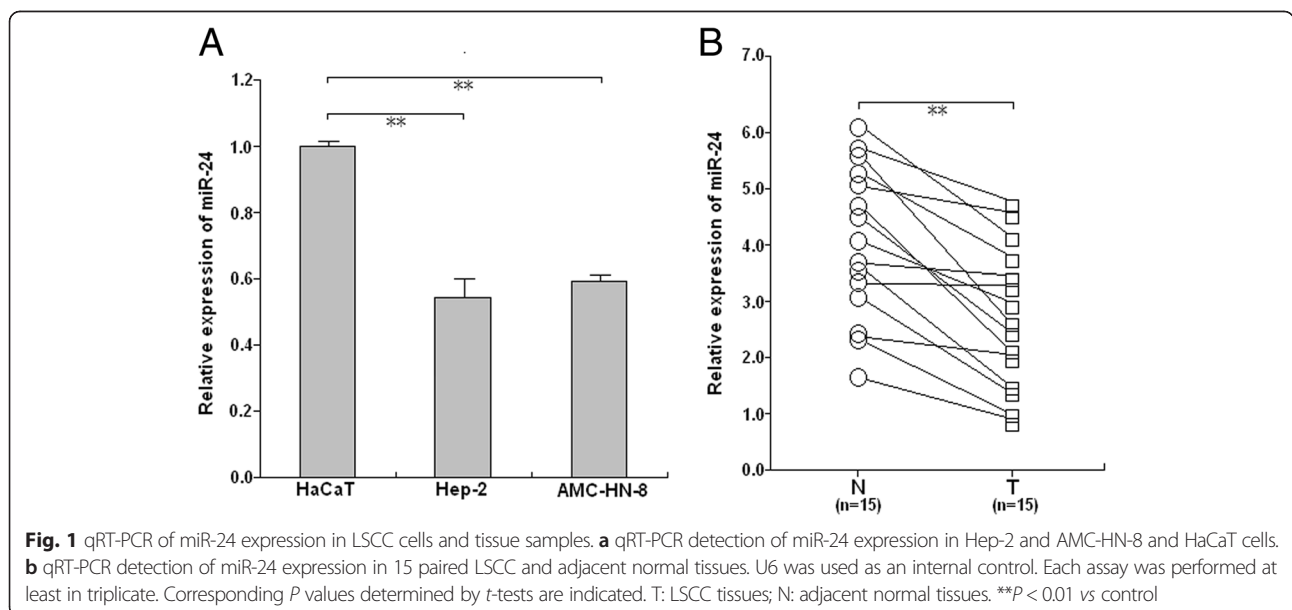 A
Relative expression of miR-24
1.2
1.0
0.8
0.6
0.4
0.2
0.0
**
**
HaCaT Hep-2 AMC-HN-8
B
Relative expression of miR-24
7.0
6.0
5.0
4.0
3.0
2.0
1.0
0.0
**
N T
(n=15) (n=15)
Fig. 1 qRT-PCR of miR-24 expression in LSCC cells and tissue samples. a qRT-PCR detection of miR-24 expression in Hep-2 and AMC-HN-8 and HaCaT cells.
b qRT-PCR detection of miR-24 expression in 15 paired LSCC and adjacent normal tissues. U6 was used as an internal control. Each assay was performed at
least in triplicate. Corresponding P values determined by t-tests are indicated. T: LSCC tissues; N: adjacent normal tissues. **P < 0.01 vs control